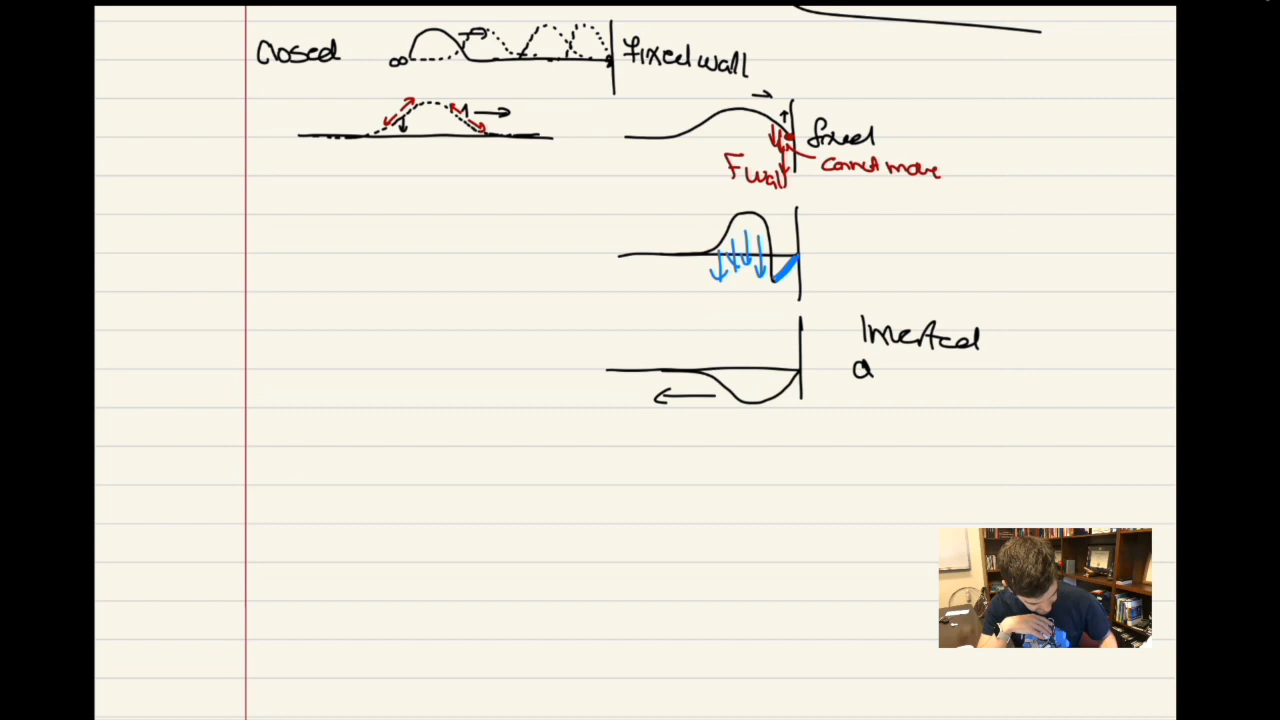 Closed
∞
fixed wall
fixed
cannot move
Fwall
Inverted
a